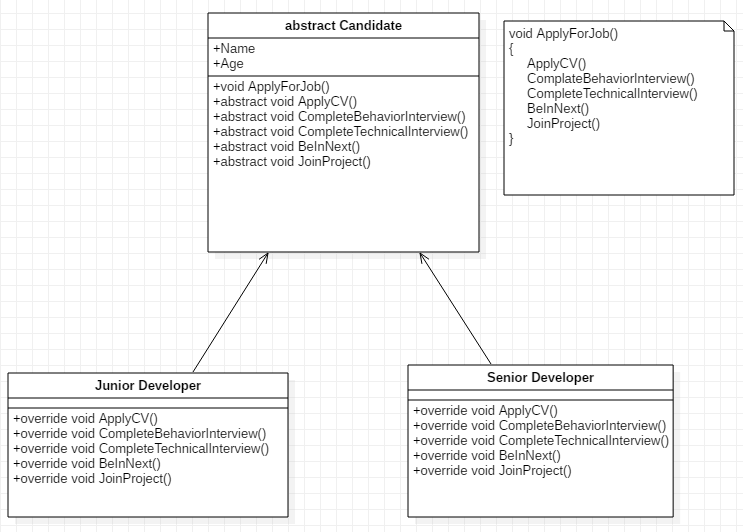 abstract Candidate
+Name
+Age
+void ApplyForJob()
+abstract void ApplyCV()
+abstract void CompleteBehaviorInterview()
+abstract void CompleteTechnicalInterview()
+abstract void BeInNext()
+abstract void JoinProject()
void ApplyForJob()
{
ApplyCV()
ComplateBehaviorInterview()
CompleteTechnicalInterview()
BeInNext()
JoinProject()
}
Junior Developer
+override void ApplyCV()
+override void CompleteBehaviorInterview()
+override void CompleteTechnicalInterview()
+override void BeInNext()
+override void JoinProject()
Senior Developer
+override void ApplyCV()
+override void CompleteBehaviorInterview()
+override void CompleteTechnicalInterview()
+override void BeInNext()
+override void JoinProject()